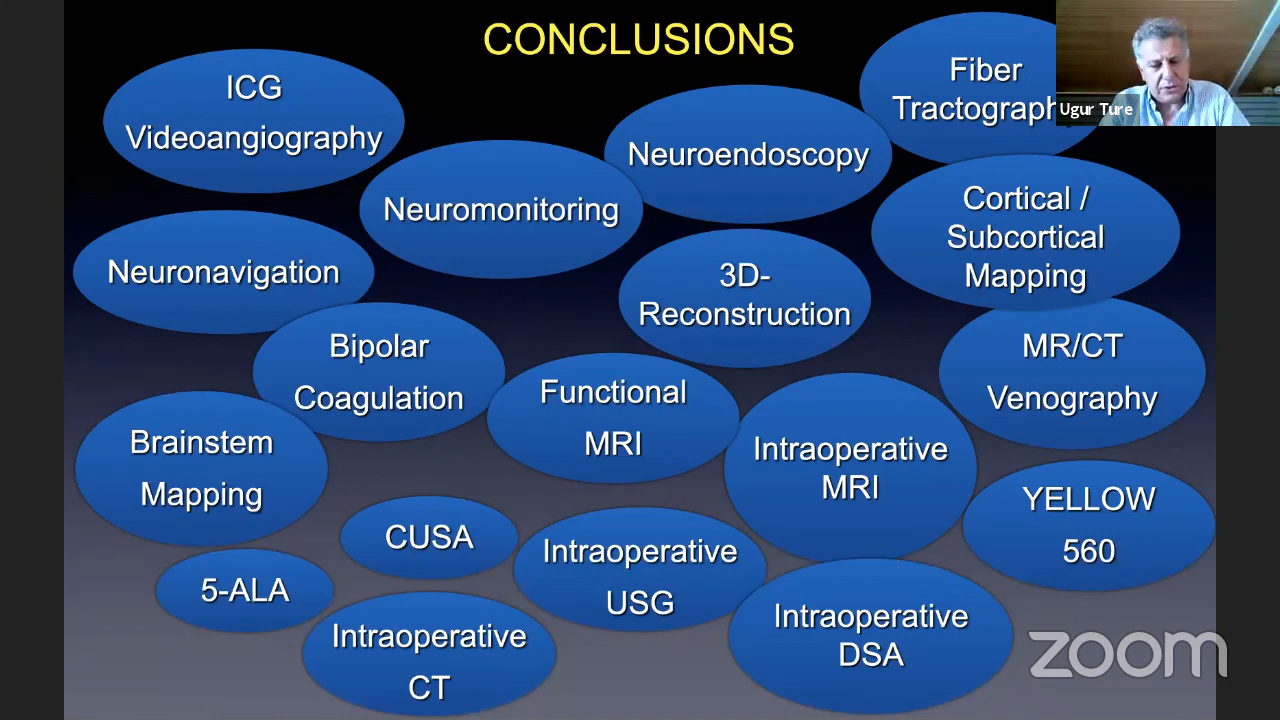 CONCLUSIONS
ICG
Videoangiography
Fiber
Tractography
Ugur Ture
Neuroendoscopy
Neuromonitoring
Cortical /
Subcortical
Mapping
Neuronavigation
3D-
Reconstruction
Bipolar
Coagulation
MR/CT
Venography
Functional
MRI
Brainstem
Mapping
Intraoperative
MRI
YELLOW
560
CUSA
Intraoperative
USG
5-ALA
Intraoperative
CT
Intraoperative
DSA
zoom